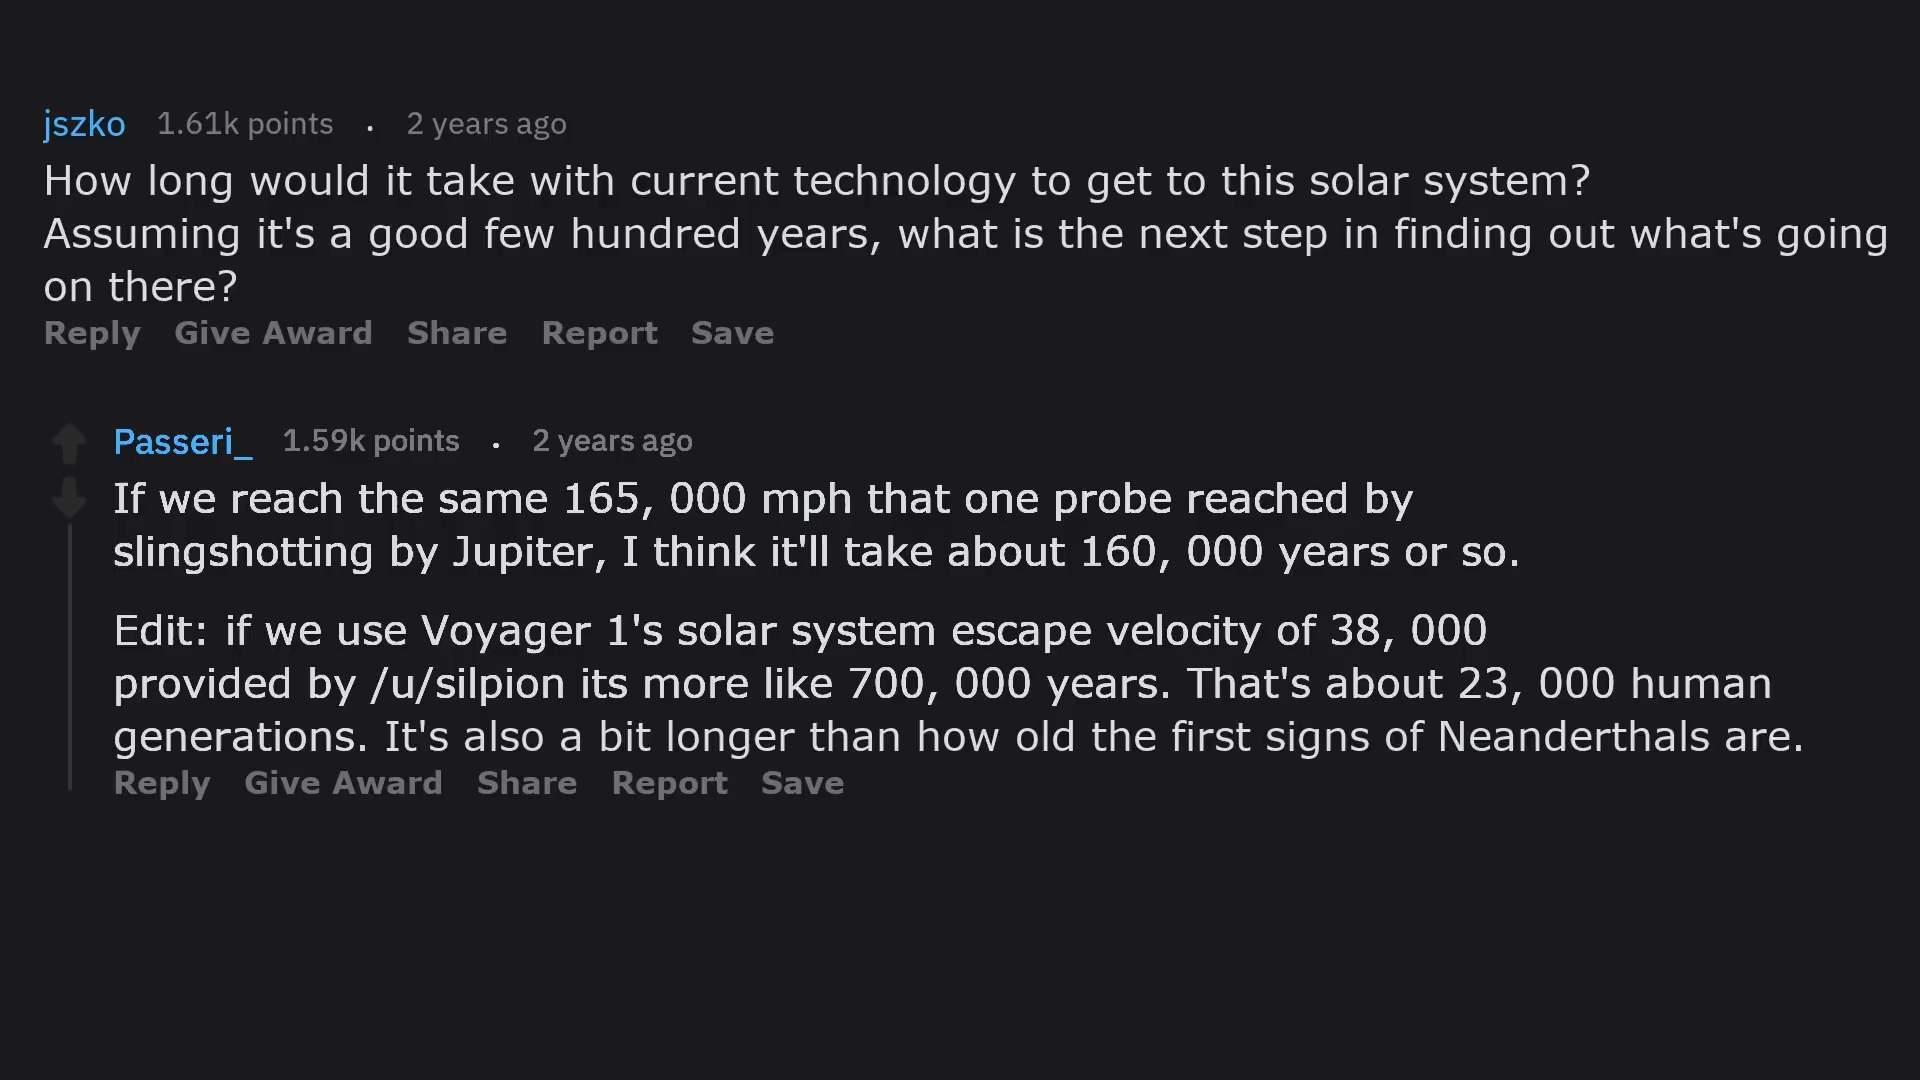 jszko 1.61k points . 2 years ago
How long would it take with current technology to get to this solar system?
Assuming it's a good few hundred years, what is the next step in finding out what's going
on there?
Reply Give Award Share Report Save
Passeri_ 1.59k points . 2 years ago
If we reach the same 165, 000 mph that one probe reached by
slingshotting by Jupiter, I think it'll take about 160, 000 years or so.
Edit: if we use Voyager 1's solar system escape velocity of 38, 000
provided by /u/silpion its more like 700, 000 years. That's about 23, 000 human
generations. It's also a bit longer than how old the first signs of Neanderthals are.
Reply Give Award Share Report Save